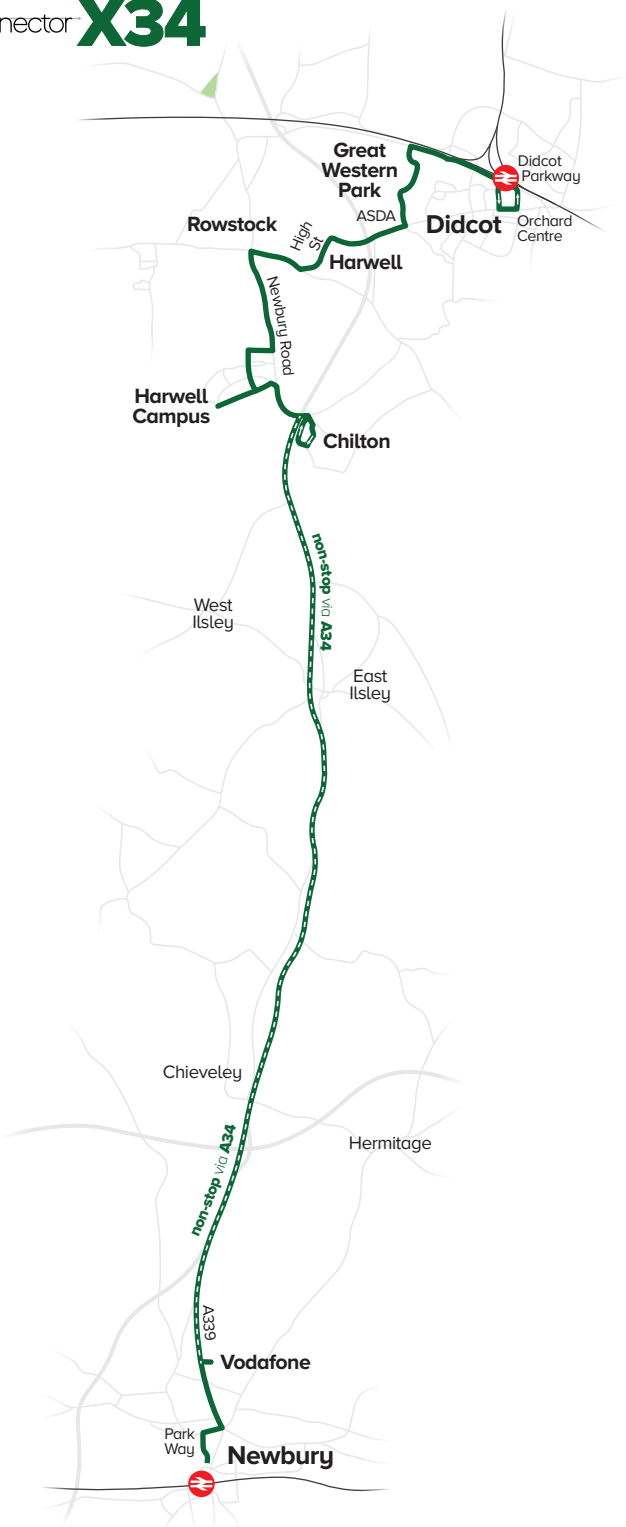 nector X34
Great
Western
Park
Didcot
Parkway
ASDA
Rowstock
High
St
Didcot
Orchard
Centre
Harwell
Newbury Road
Harwell
Campus
Chilton
non-stop via A34
West
Ilsley
East
Ilsley
Chieveley
non-stop via A34
Hermitage
A339
Vodafone
Park
Way
Newbury